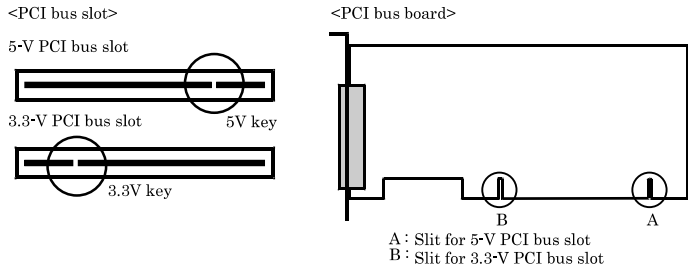 <PCI bus slot>
5-V PCI bus slot
3.3-V PCI bus slot
5V key
3.3V key
<PCI bus board>
B
A
A : Slit for 5-V PCI bus slot
B : Slit for 3.3-V PCI bus slot